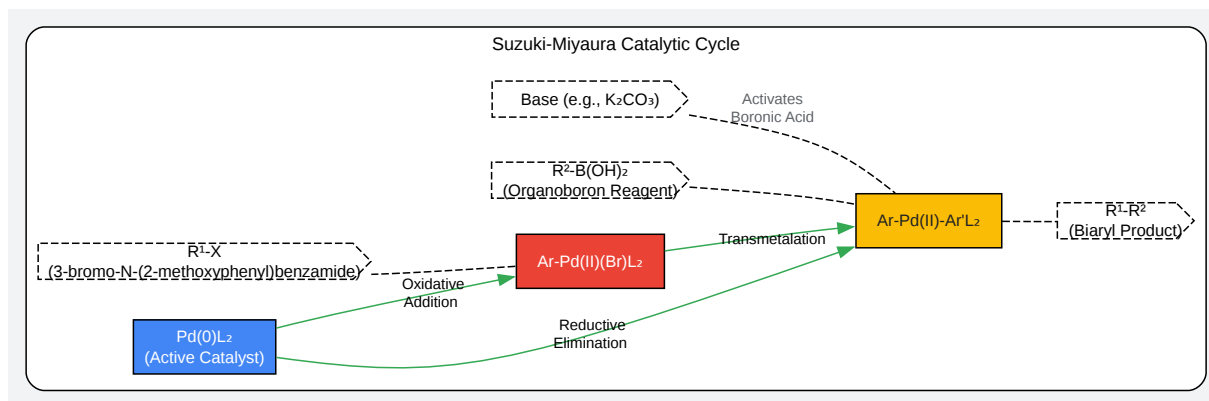 Suzuki-Miyaura Catalytic Cycle
Base (e.g., K₂CO₃)
Activates
Boronic Acid
R²-B(OH)₂
(Organoboron Reagent)
Ar-Pd(II)-Ar'L₂
R¹-R²
(Biaryl Product)
Transmetalation
R¹-X
(3-bromo-N-(2-methoxyphenyl)benzamide)
Ar-Pd(II)(Br)L₂
Oxidative
Addition
Reductive
Elimination
Pd(0)L₂
(Active Catalyst)